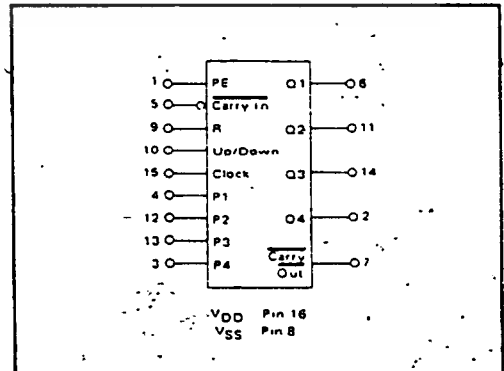 1 PE Q1 6
5 Carry In
9 R Q2 11
10 Up/Down
15 Clock Q3 14
4 P1
12 P2 Q4 2
13 P3
3 P4 Carry Out 7
VDD Pin 16
VSS Pin 8